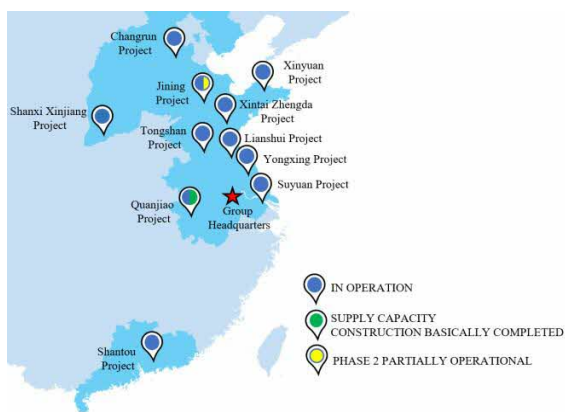 Changrun
Project
Xinyuan
Project
Jining
Project
Xintai Zhengda
Project
Shanxi Xinjiang
Project
Tongshan
Project
Lianshui Project
Yongxing Project
Suyuan Project
Quanjiao
Project
Group
Headquarters
IN OPERATION
SUPPLY CAPACITY
CONSTRUCTION BASICALLY COMPLETED
Shantou
Project
PHASE 2 PARTIALLY OPERATIONAL